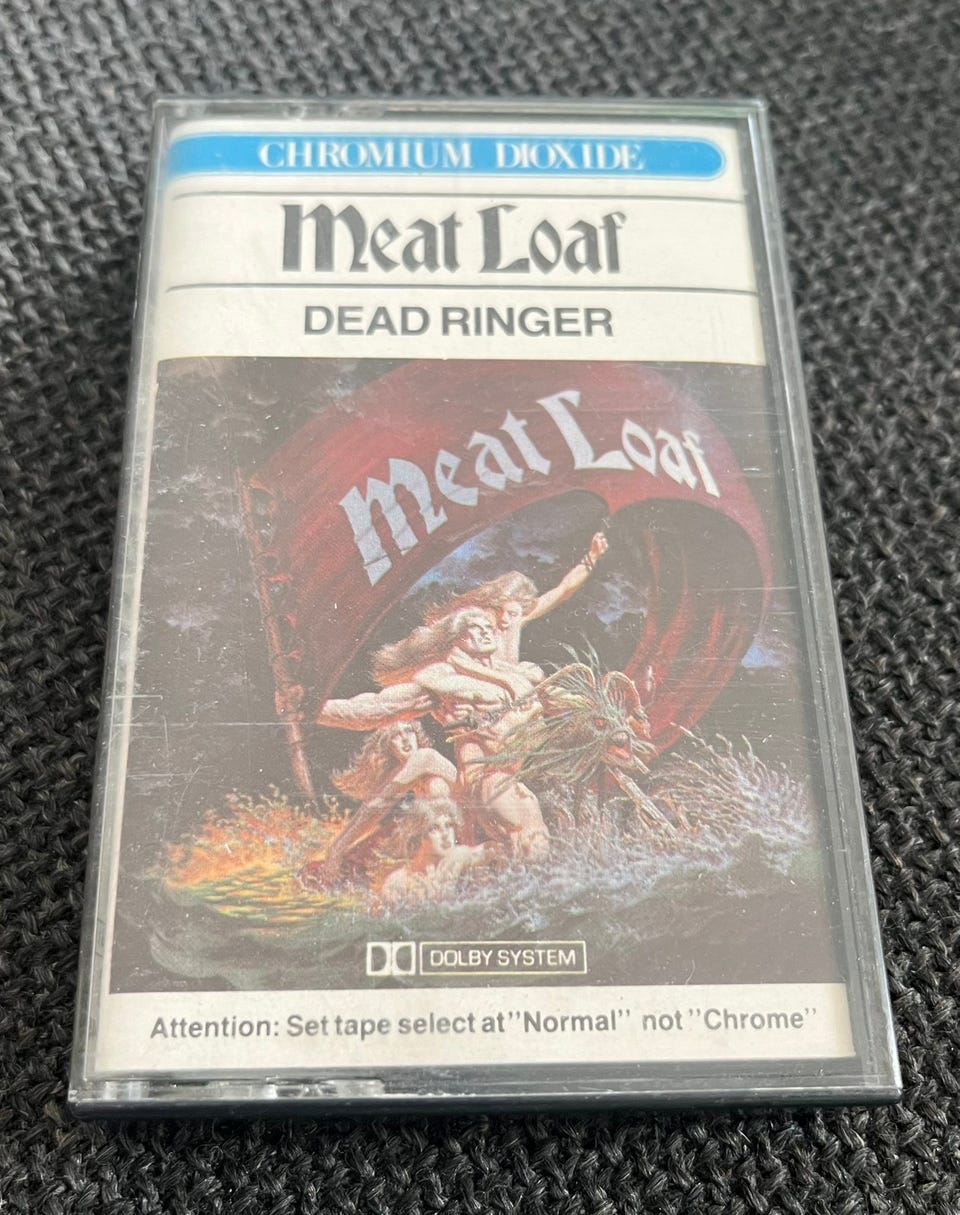 CHROMIUM DIOXIDE
Meat Loaf
DEAD RINGER
Meat Loaf
DOLBY SYSTEM
Attention: Set tape select at "Normal" not "Chrome"